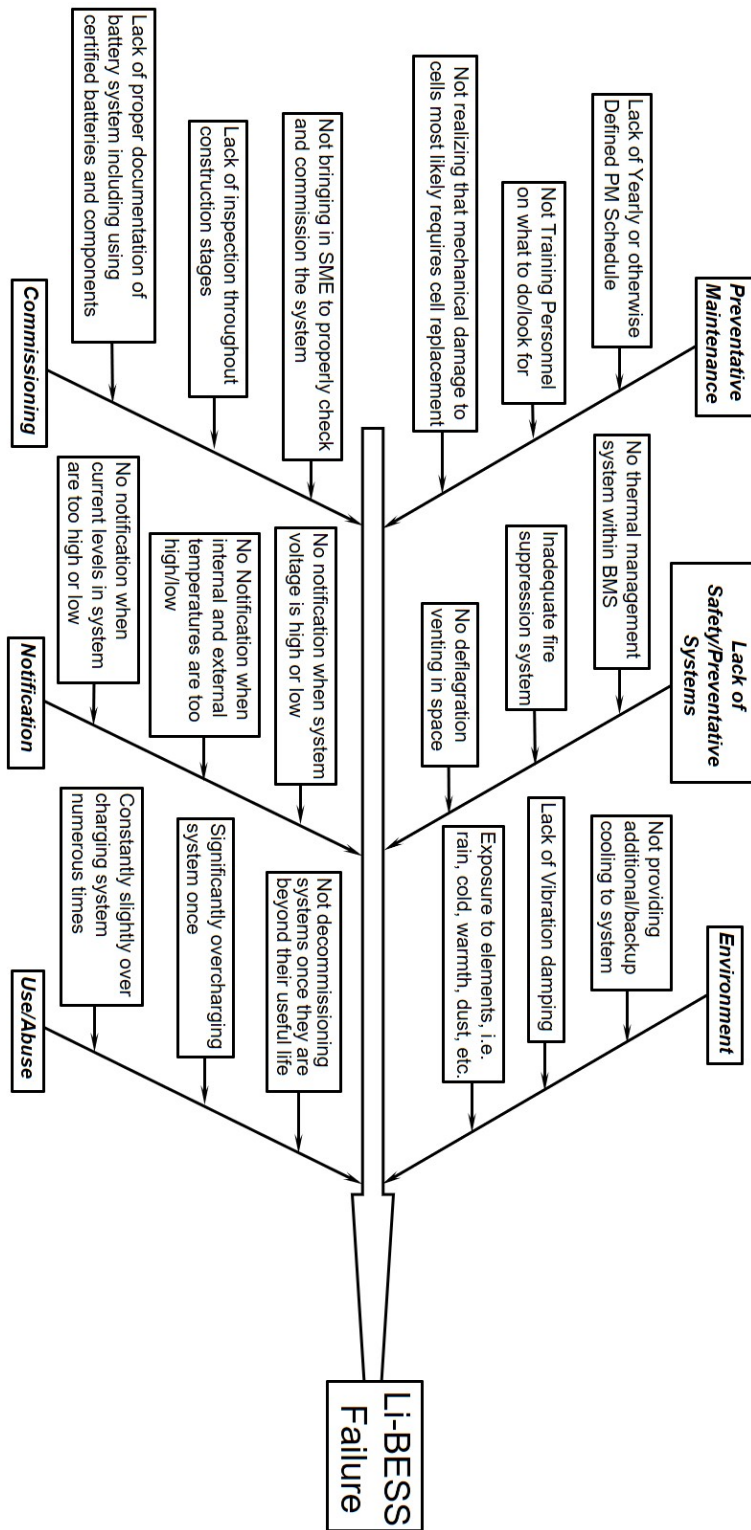 Preventative
Maintenance
Lack of Yearly or otherwise
Defined PM Schedule
Not Training Personnel
on what to do/look for
Not realizing that mechanical damage to
cells most likely requires cell replacement
Lack of
Safety/Preventative
Systems
No thermal management
system within BMS
Inadequate fire
suppression system
No deflagration
venting in space
Environment
Not providing
additional/backup
cooling to system
Lack of Vibration damping
Exposure to elements, i.e.
rain, cold, warmth, dust, etc.
Not bringing in SME to properly check
and commission the system
Lack of inspection throughout
construction stages
Lack of proper documentation of
battery system including using
certified batteries and components
Commissioning
No notification when system
voltage is high or low
No Notification when
internal and external
temperatures are too
high/low
No notification when
current levels in system
are too high or low
Notification
Not decommissioning
systems once they are
beyond their useful life
Significantly overcharging
system once
Constantly slightly over
charging system
numerous times
Use/Abuse
Li-BESS
Failure